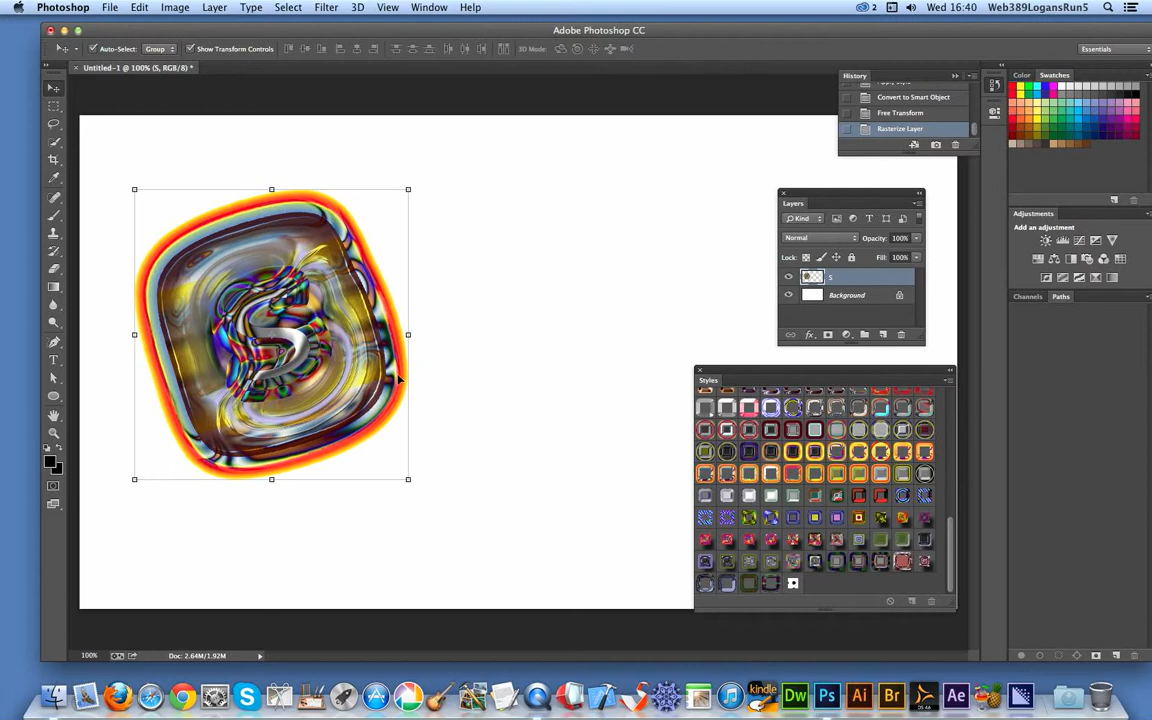 Photoshop File Edit Image Layer Type Select Filter 3D View Window Help 2 Wed 16:40 Web389LogansRun5
Adobe Photoshop CC
Auto-Select: Group Show Transform Controls 3D Mode: Essentials
× Untitled-1 @ 100% (S, RGB/8) *
History
Convert to Smart Object
Free Transform
Rasterize Layer
Color Swatches
Layers
Kind
Normal Opacity: 100%
Lock: Fill: 100%
S
Background
Adjustments
Add an adjustment
Channels Paths
Styles
S
100% Doc: 2.64M/1.92M
kindle Dw Ps Ai Br Ae